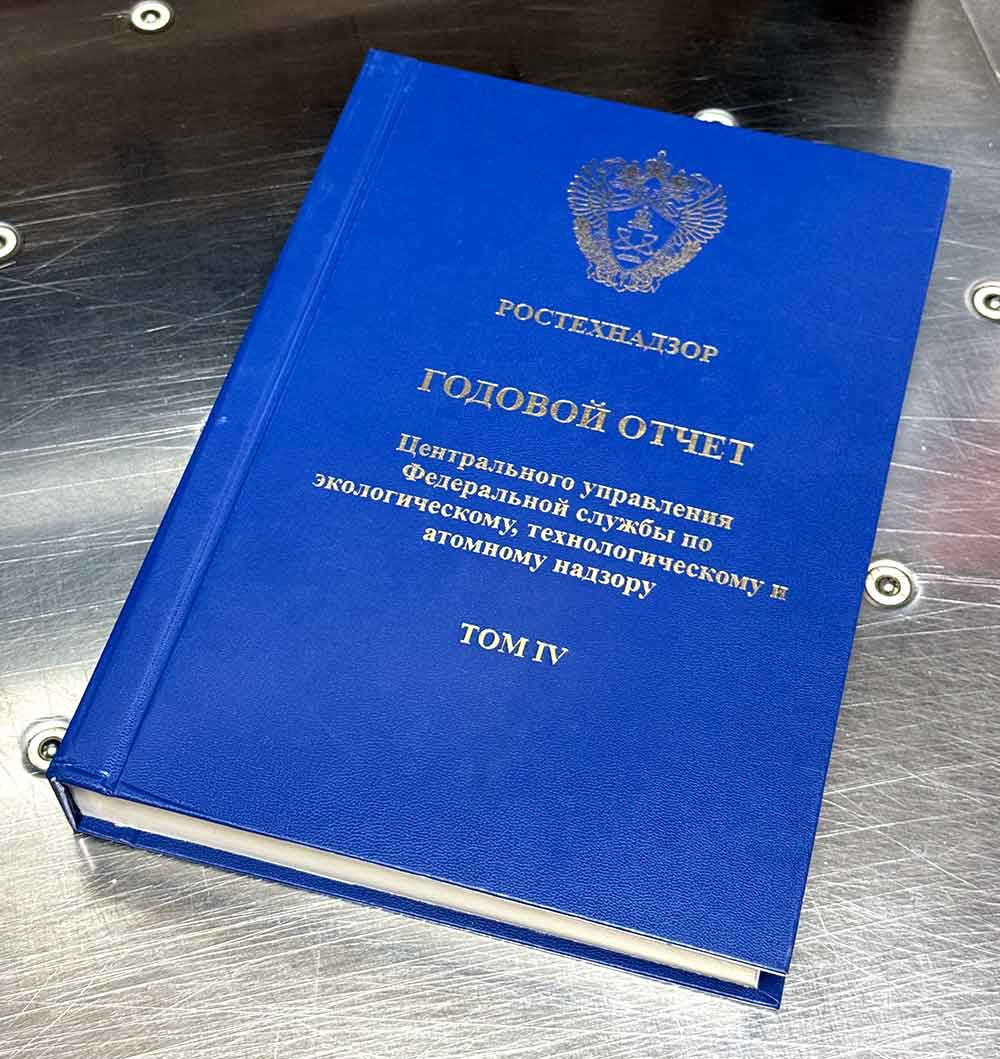 РОСТЕХНАДЗОР
ГОДОВОЙ ОТЧЕТ
Центрального управления
Федеральной службы по
экологическому, технологическому и
атомному надзору
ТОМ IV